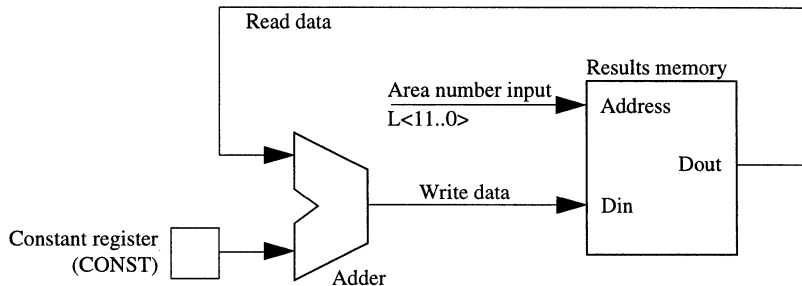 Read data
Results memory
Area number input
L<11..0>
Address
Dout
Write data
Din
Constant register
(CONST)
Adder